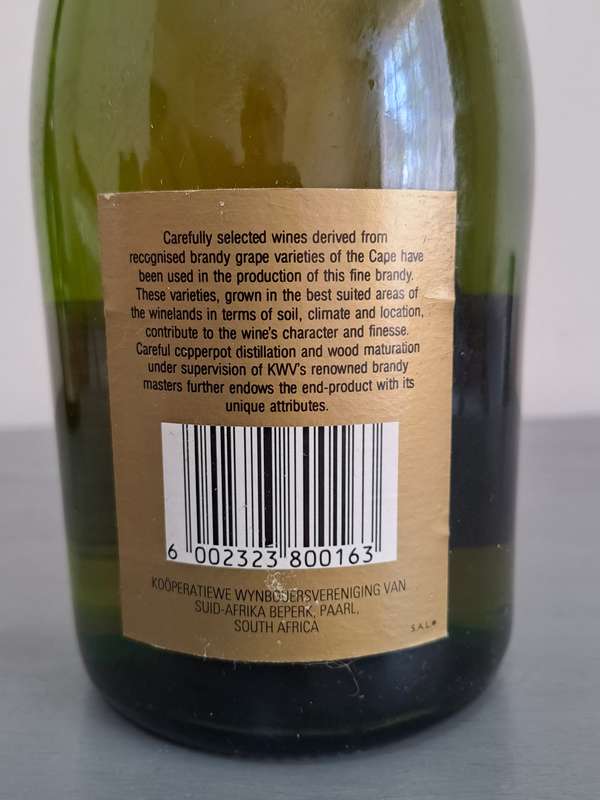 Carefully selected wines derived from
recognised brandy grape varieties of the Cape have
been used in the production of this fine brandy.
These varieties, grown in the best suited areas of
the winelands in terms of soil, climate and location,
contribute to the wine's character and finesse.
Careful ccpperpot distillation and wood maturation
under supervision of KWV's renowned brandy
masters further endows the end-product with its
unique attributes.
6 002323 800163
KOÖPERATIEWE WYNBOUERSVERENIGING VAN
SUID-AFRIKA BEPERK, PAARL,
SOUTH AFRICA
S.A.L.